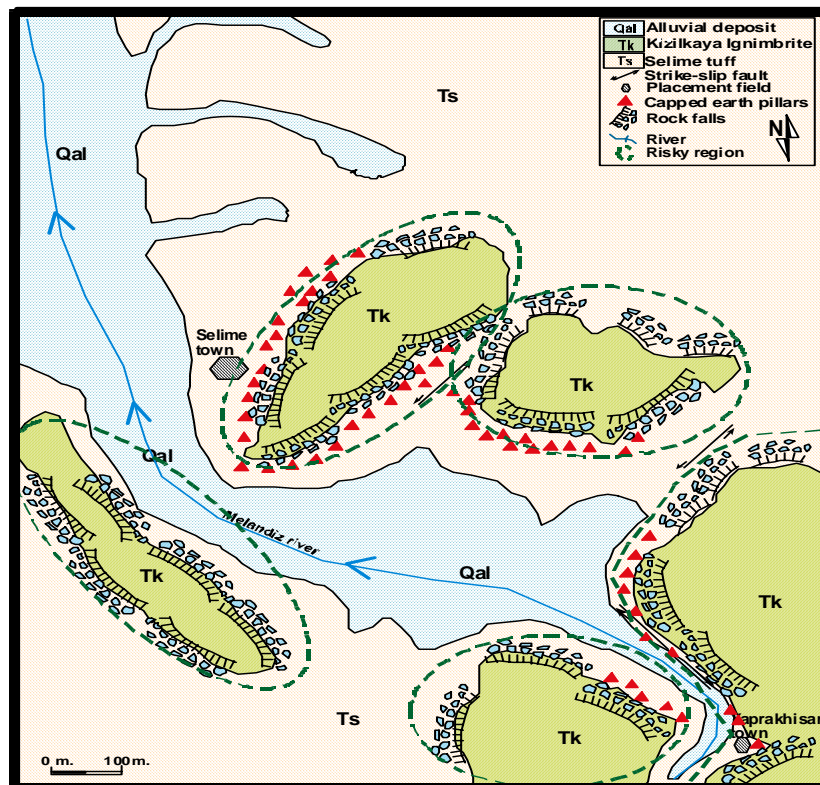 Qal Alluvial deposit
Tk Kizilkaya Ignimbrite
Ts Selime tuff
Strike-slip fault
Placement field
Capped earth pillars
Rock falls
River
Risky region
N
Ts
Qal
Tk
Selime
town
Tk
Qal
Melandiz river
Qal
Tk
Tk
Ts
Tk
Yaprakhisar
town
0 m. 100 m.